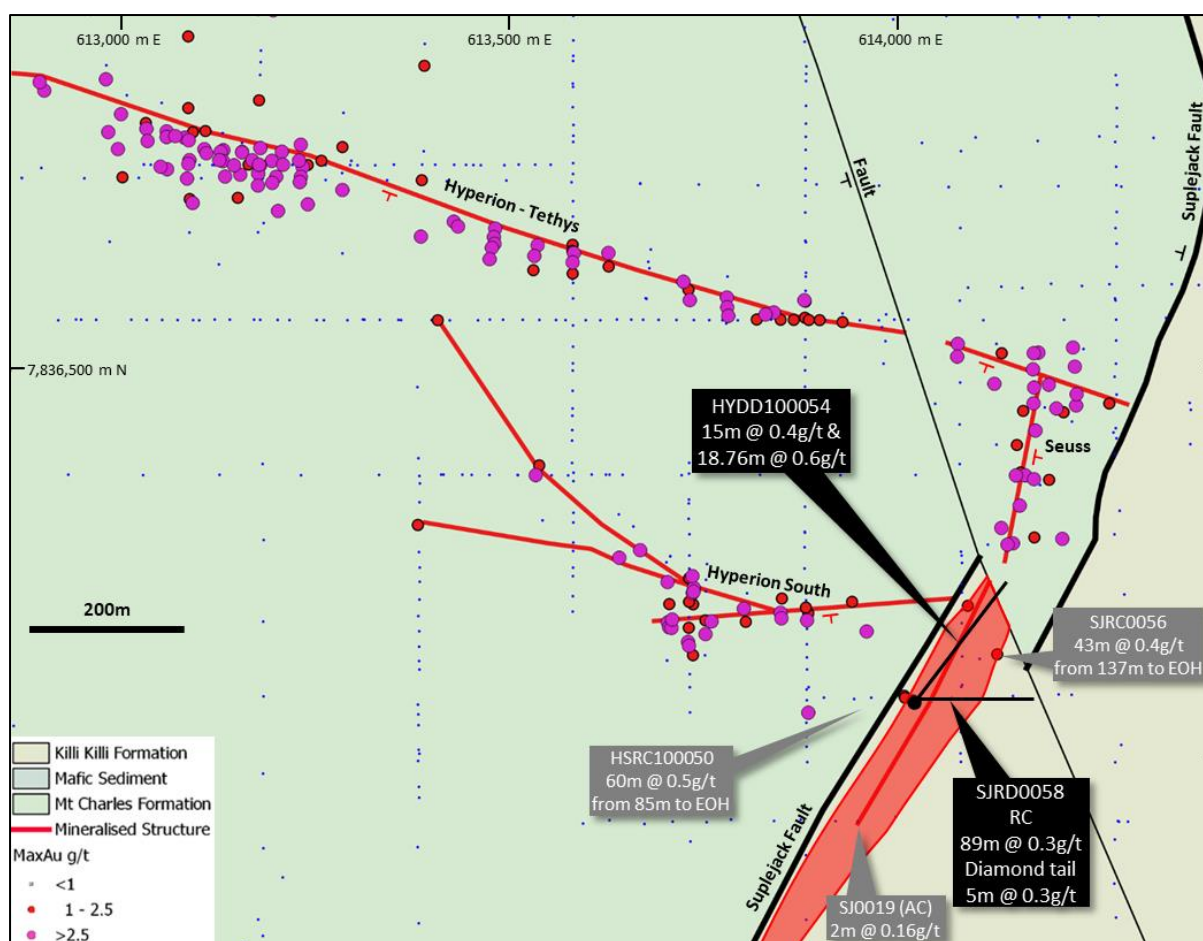 613,000 m E
613,500 m E
614,000 m E
Suplejack Fault
Fault
Hyperion - Tethys
7,836,500 m N
HYDD100054
15m @ 0.4g/t &
18.76m @ 0.6g/t
Seuss
Hyperion South
200m
SJRC0056
43m @ 0.4g/t
from 137m to EOH
HSRC100050
60m @ 0.5g/t
from 85m to EOH
SJRD0058
RC
89m @ 0.3g/t
Diamond tail
5m @ 0.3g/t
Suplejack Fault
SJ0019 (AC)
2m @ 0.16g/t
Killi Killi Formation
Mafic Sediment
Mt Charles Formation
Mineralised Structure
MaxAu g/t
<1
1 - 2.5
>2.5